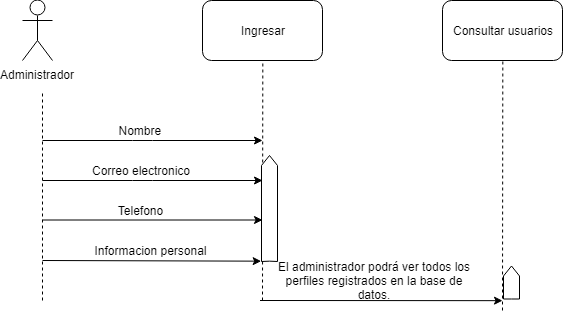 Ingresar
Consultar usuarios
Administrador
Nombre
Correo electronico
Telefono
Informacion personal
El administrador podrá ver todos los
perfiles registrados en la base de
datos.